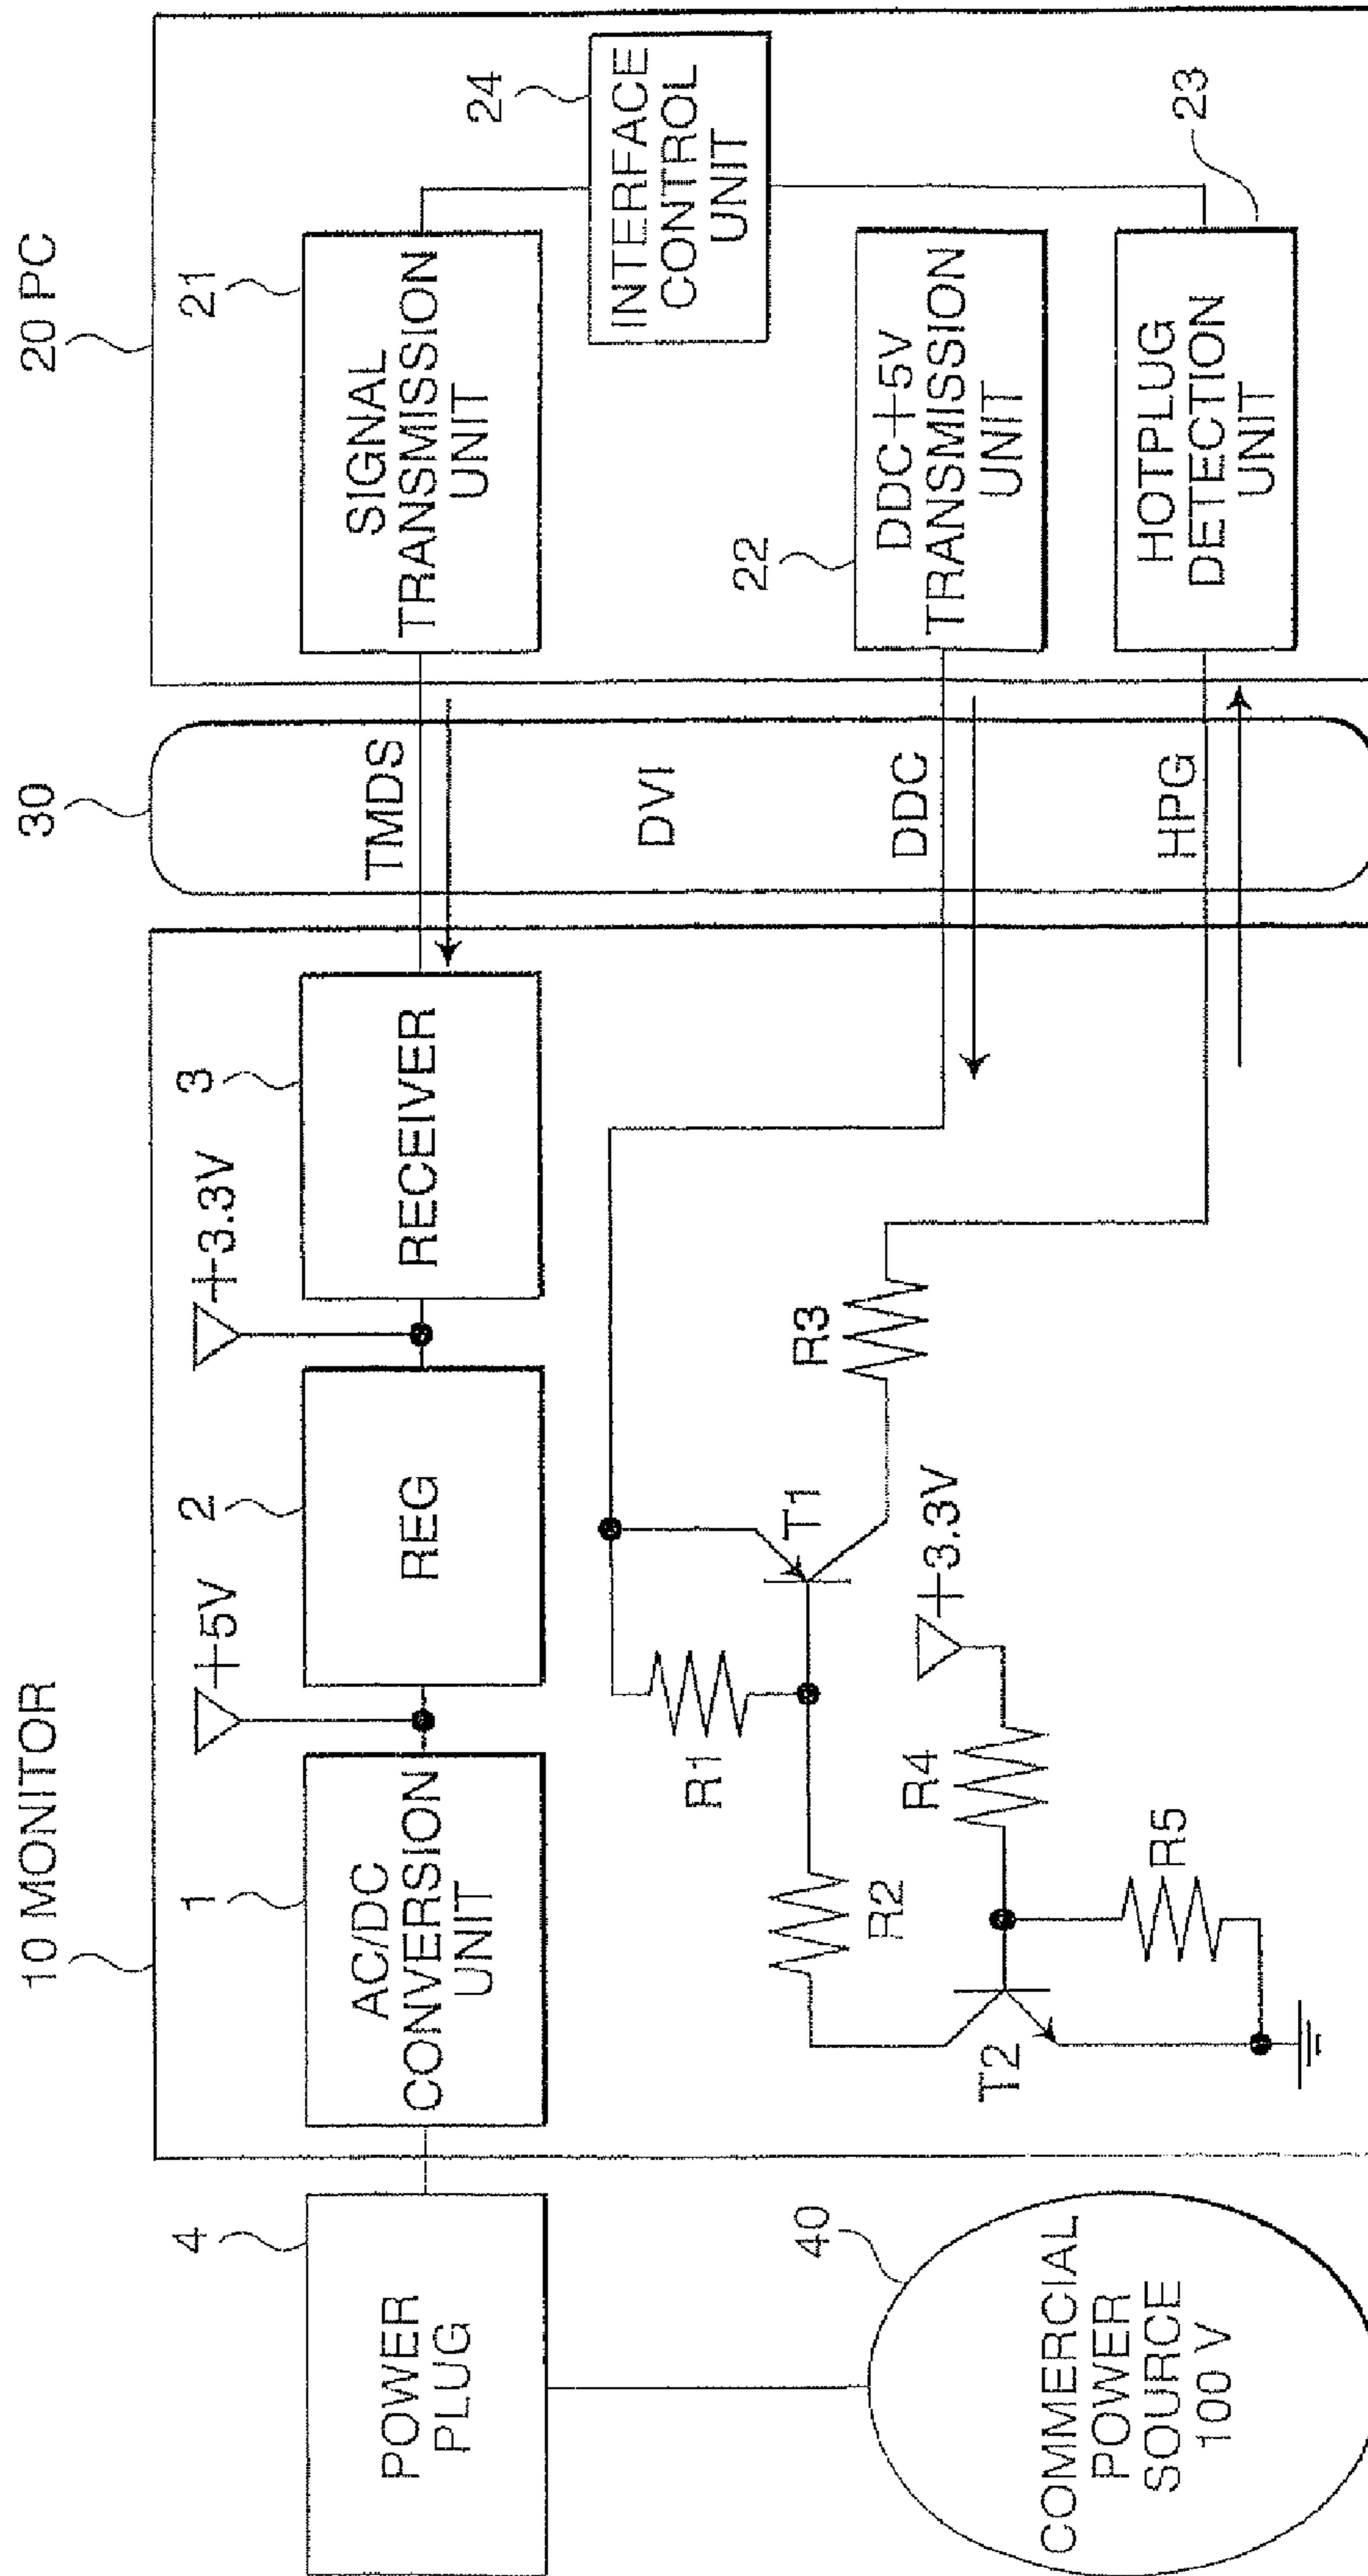 10 MONITOR
20 PC
30
4
POWER
PLUG
40
COMMERCIAL
POWER
SOURCE
100 V
1
AC/DC
CONVERSION
UNIT
+5V
2
REG
+3.3V
3
RECEIVER
R1
R2
T1
R3
+3.3V
R4
R5
T2
TMDS
DVI
DDC
HPG
21
SIGNAL
TRANSMISSION
UNIT
24
INTERFACE
CONTROL
UNIT
22
DDC+5V
TRANSMISSION
UNIT
23
HOTPLUG
DETECTION
UNIT